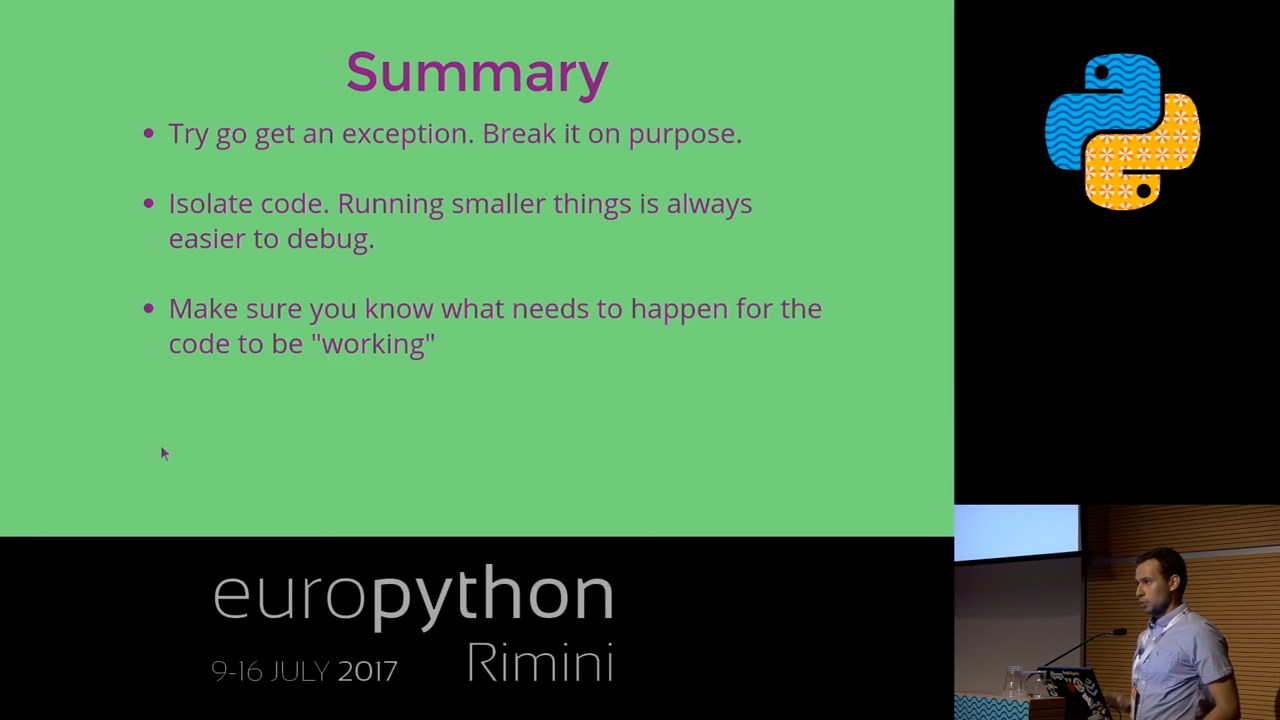 Summary
• Try go get an exception. Break it on purpose.
• Isolate code. Running smaller things is always
easier to debug.
• Make sure you know what needs to happen for the
code to be "working"
europython
9-16 JULY 2017
Rimini